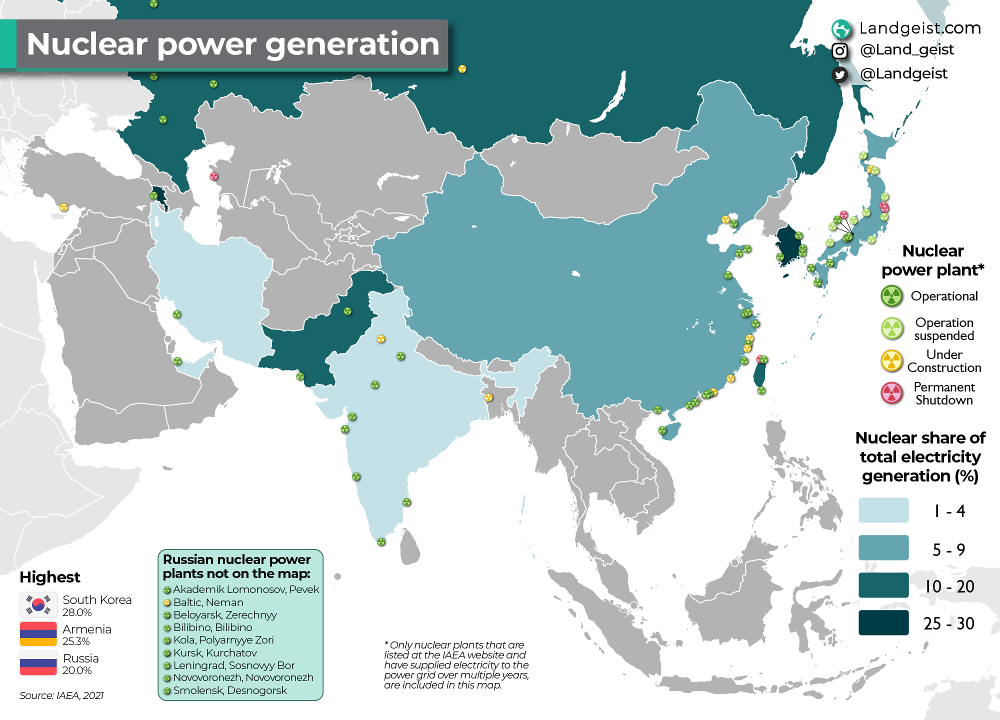 Nuclear power generation
Landgeist.com
@Land_geist
@Landgeist
Nuclear
power plant*
Operational
Operation
suspended
Under
Construction
Permanent
Shutdown
Nuclear share of
total electricity
generation (%)
1 - 4
5 - 9
10 - 20
25 - 30
Highest
South Korea
28.0%
Armenia
25.3%
Russia
20.0%
Source: IAEA, 2021
Russian nuclear power
plants not on the map:
Akademik Lomonosov, Pevek
Baltic, Neman
Beloyarsk, Zerechnyy
Bilibino, Bilibino
Kola, Polyarnyye Zori
Kursk, Kurchatov
Leningrad, Sosnovyy Bor
Novovoronezh, Novovoronezh
Smolensk, Desnogorsk
* Only nuclear plants that are
listed at the IAEA website and
have supplied electricity to the
power grid over multiple years,
are included in this map.